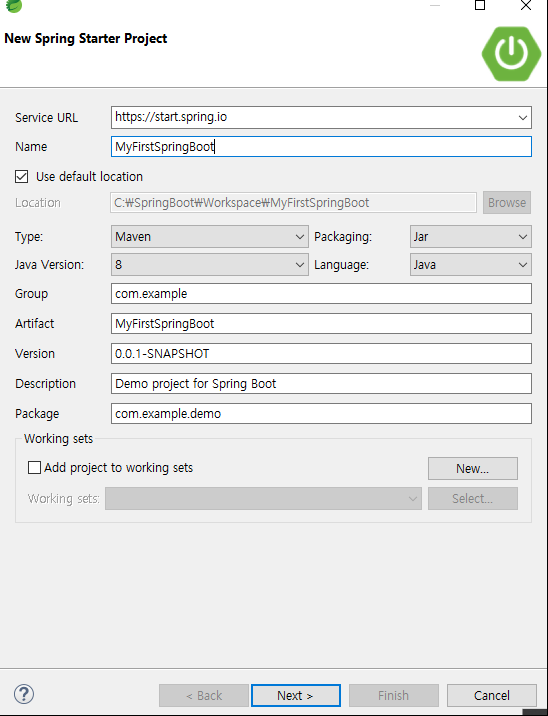 New Spring Starter Project
Service URL https://start.spring.io
Name MyFirstSpringBoot
Use default location
Location C:₩SpringBoot₩Workspace₩MyFirstSpringBoot Browse
Type: Maven Packaging: Jar
Java Version: 8 Language: Java
Group com.example
Artifact MyFirstSpringBoot
Version 0.0.1-SNAPSHOT
Description Demo project for Spring Boot
Package com.example.demo
Working sets
Add project to working sets New...
Working sets: Select...
? < Back Next > Finish Cancel